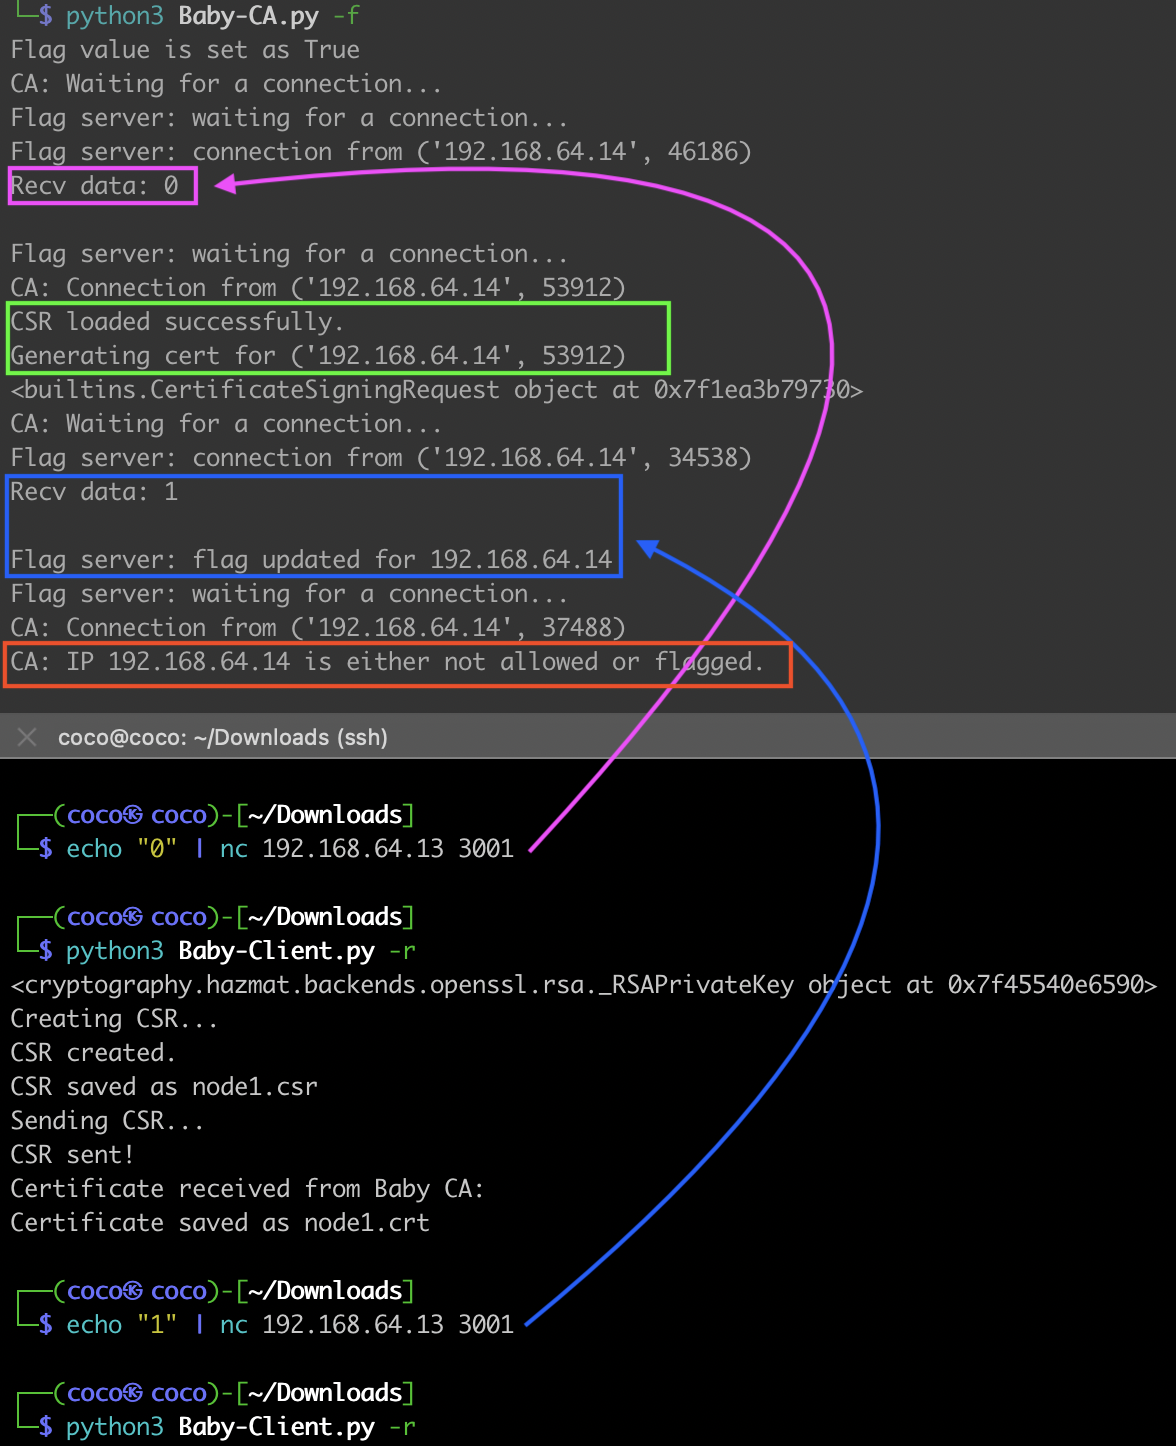 └─$ python3 Baby-CA.py -f
Flag value is set as True
CA: Waiting for a connection...
Flag server: waiting for a connection...
Flag server: connection from ('192.168.64.14', 46186)
Recv data: 0
Flag server: waiting for a connection...
CA: Connection from ('192.168.64.14', 53912)
CSR loaded successfully.
Generating cert for ('192.168.64.14', 53912)
<builtins.CertificateSigningRequest object at 0x7f1ea3b79730>
CA: Waiting for a connection...
Flag server: connection from ('192.168.64.14', 34538)
Recv data: 1
Flag server: flag updated for 192.168.64.14
Flag server: waiting for a connection...
CA: Connection from ('192.168.64.14', 37488)
CA: IP 192.168.64.14 is either not allowed or flagged.
coco@coco: ~/Downloads (ssh)
┌──(coco㉿coco)-[~/Downloads]
└─$ echo "0" | nc 192.168.64.13 3001
┌──(coco㉿coco)-[~/Downloads]
└─$ python3 Baby-Client.py -r
<cryptography.hazmat.backends.openssl.rsa._RSAPrivateKey object at 0x7f45540e6590>
Creating CSR...
CSR created.
CSR saved as node1.csr
Sending CSR...
CSR sent!
Certificate received from Baby CA:
Certificate saved as node1.crt
┌──(coco㉿coco)-[~/Downloads]
└─$ echo "1" | nc 192.168.64.13 3001
┌──(coco㉿coco)-[~/Downloads]
└─$ python3 Baby-Client.py -r